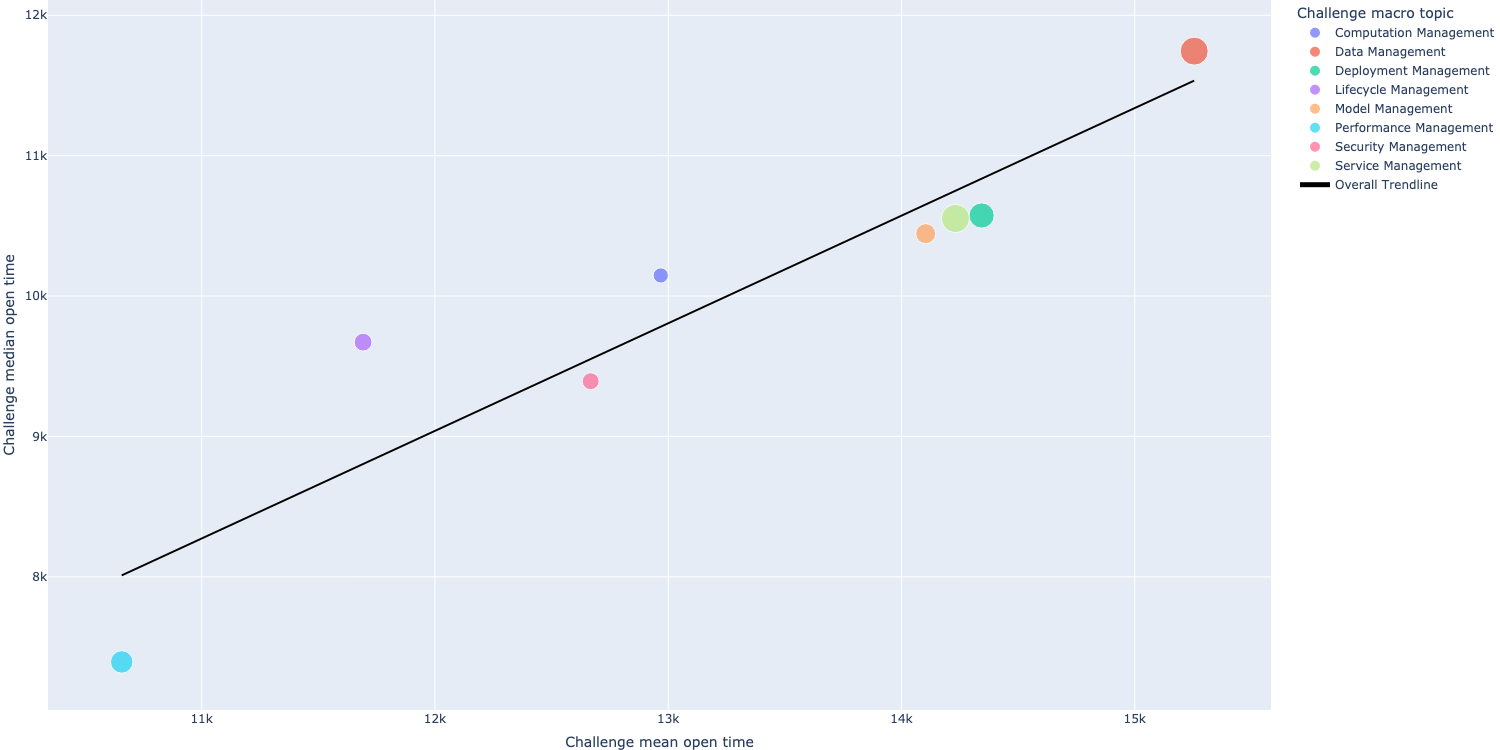 12k
11k
10k
9k
8k
Challenge median open time
11k
12k
13k
14k
15k
Challenge mean open time
Challenge macro topic
Computation Management
Data Management
Deployment Management
Lifecycle Management
Model Management
Performance Management
Security Management
Service Management
Overall Trendline